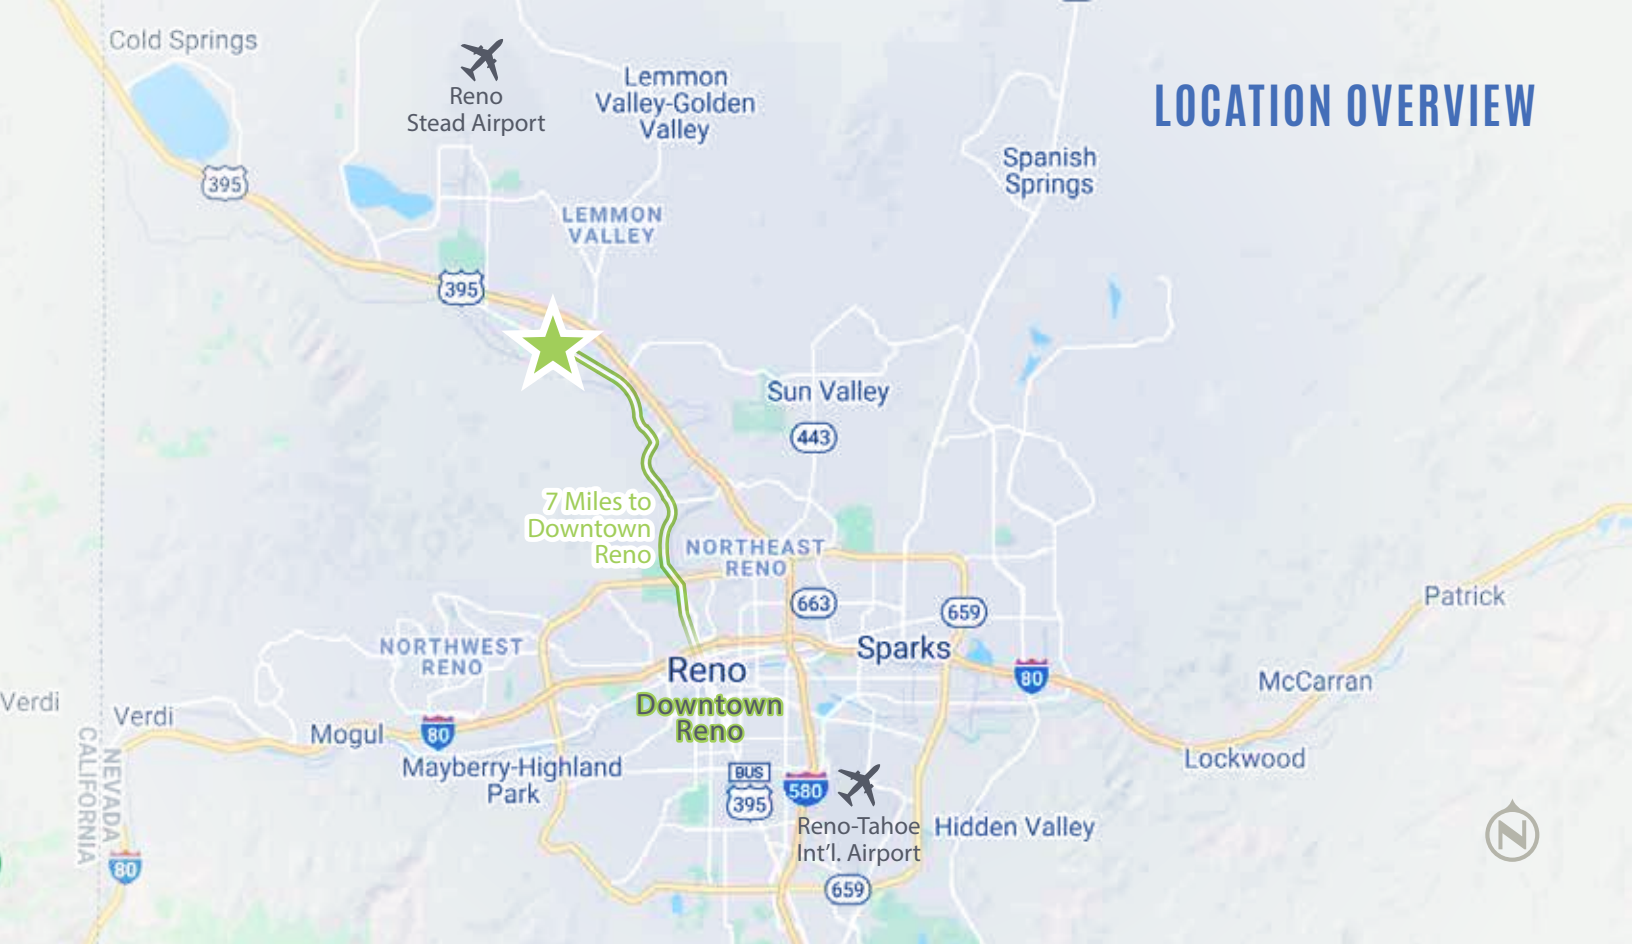 Cold Springs
Reno
Stead Airport
Lemmon
Valley-Golden
Valley
LOCATION OVERVIEW
Spanish
Springs
395
LEMMON
VALLEY
395
Sun Valley
443
7 Miles to
Downtown
Reno
NORTHEAST
RENO
663
659
Patrick
NORTHWEST
RENO
Sparks
Reno
80
McCarran
Verdi
Verdi
Downtown
Reno
Mogul
80
Lockwood
Mayberry-Highland
Park
NEVADA
CALIFORNIA
BUS
395
580
Reno-Tahoe
Int'l. Airport
Hidden Valley
N
80
659